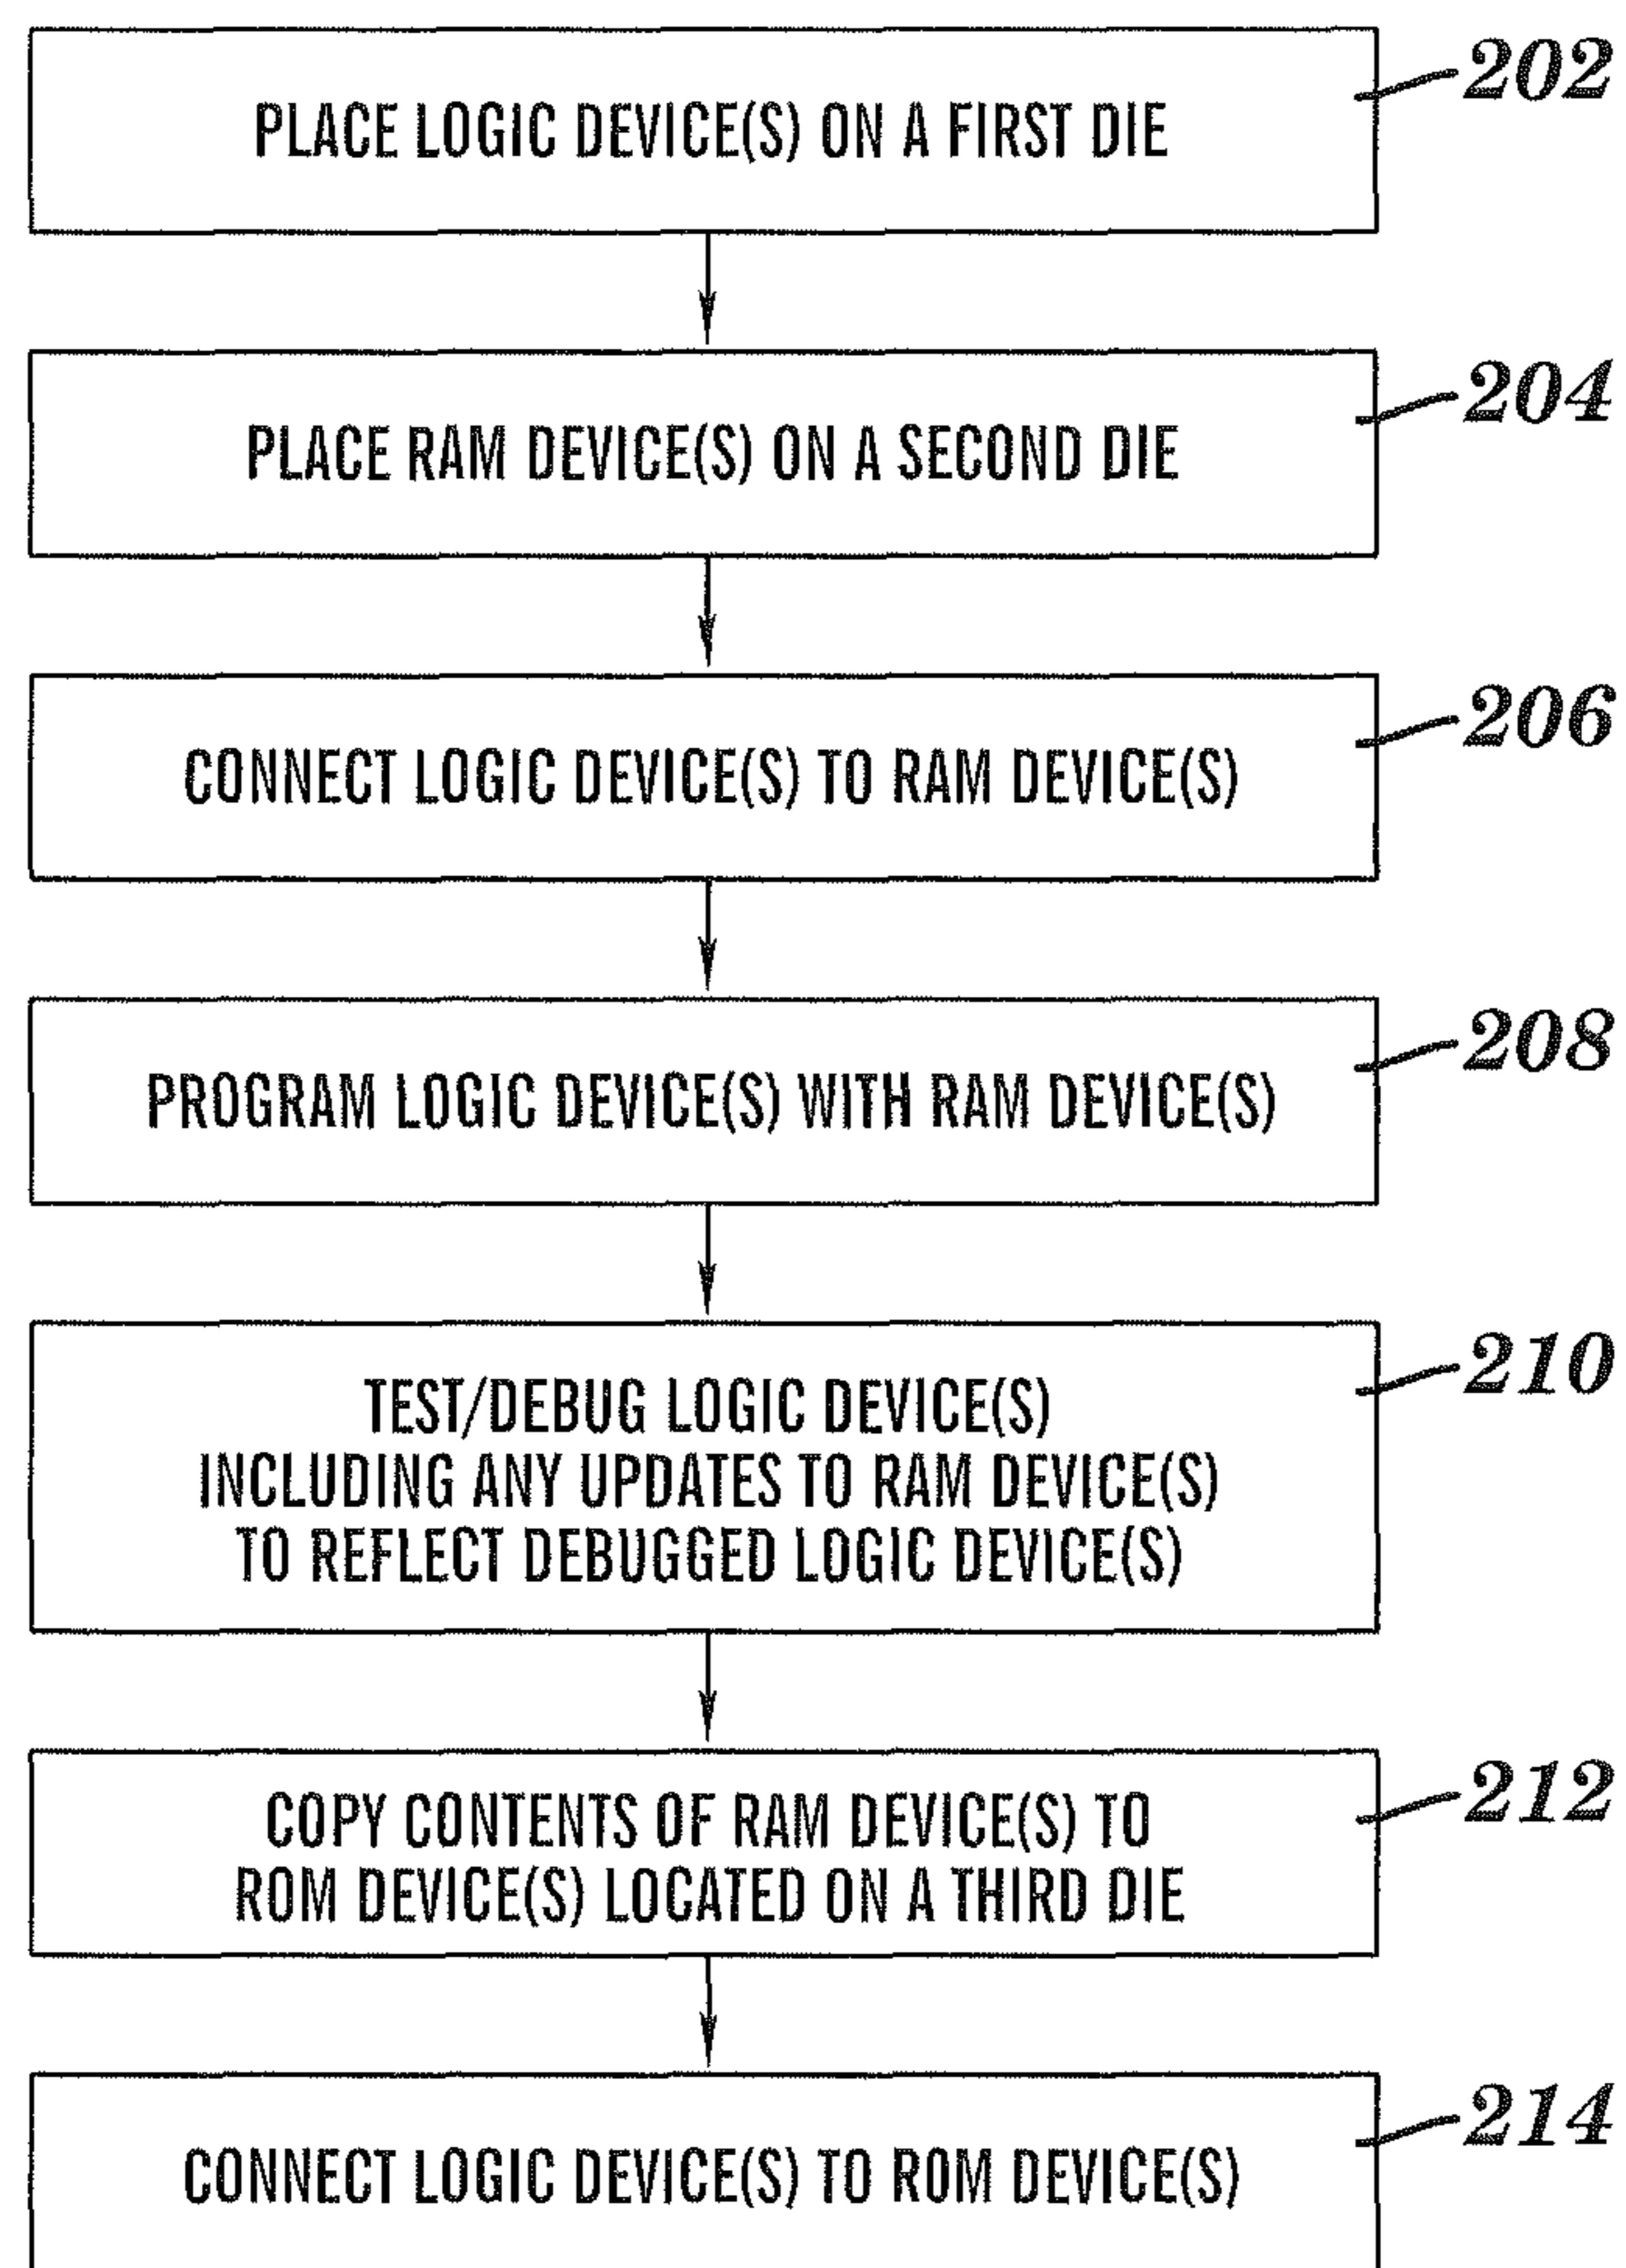 202
PLACE LOGIC DEVICE(S) ON A FIRST DIE
204
PLACE RAM DEVICE(S) ON A SECOND DIE
206
CONNECT LOGIC DEVICE(S) TO RAM DEVICE(S)
208
PROGRAM LOGIC DEVICE(S) WITH RAM DEVICE(S)
210
TEST/DEBUG LOGIC DEVICE(S)
INCLUDING ANY UPDATES TO RAM DEVICE(S)
TO REFLECT DEBUGGED LOGIC DEVICE(S)
212
COPY CONTENTS OF RAM DEVICE(S) TO
ROM DEVICE(S) LOCATED ON A THIRD DIE
214
CONNECT LOGIC DEVICE(S) TO ROM DEVICE(S)